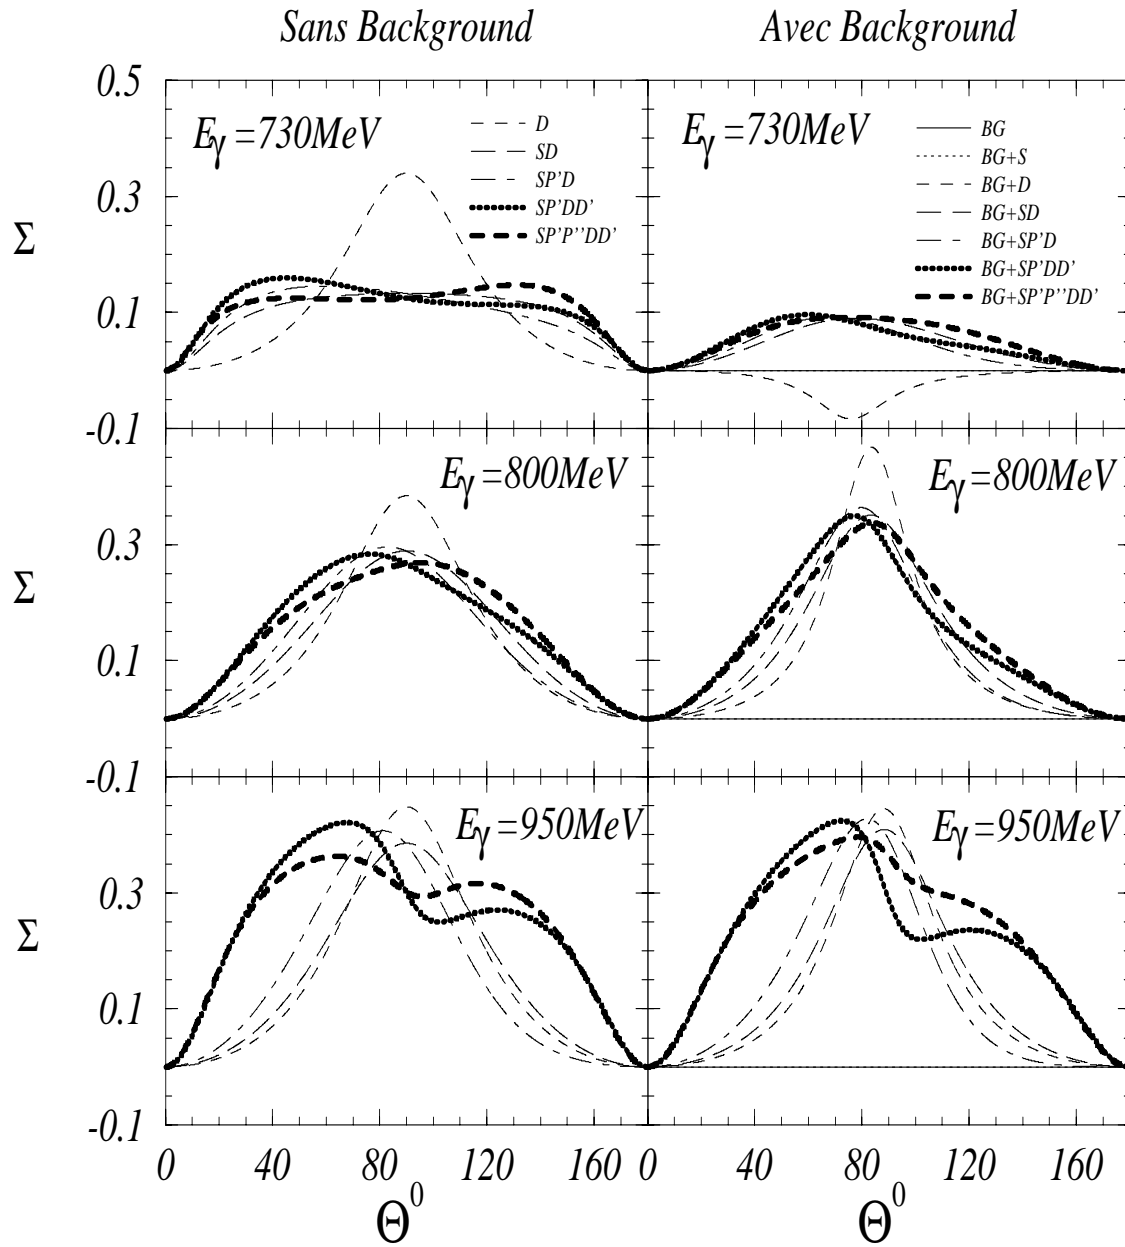 Sans Background Avec Background
0.5
E_γ =730MeV
D
SD
SP'D
SP'DD'
SP'P''DD'
E_γ =730MeV
BG
BG+S
BG+D
BG+SD
BG+SP'D
BG+SP'DD'
BG+SP'P''DD'
0.3
Σ
0.1
-0.1
E_γ =800MeV E_γ =800MeV
0.3
Σ
0.1
-0.1
E_γ =950MeV E_γ =950MeV
0.3
Σ
0.1
-0.1
0 40 80 120 160 0 40 80 120 160
Θ^0 Θ^0